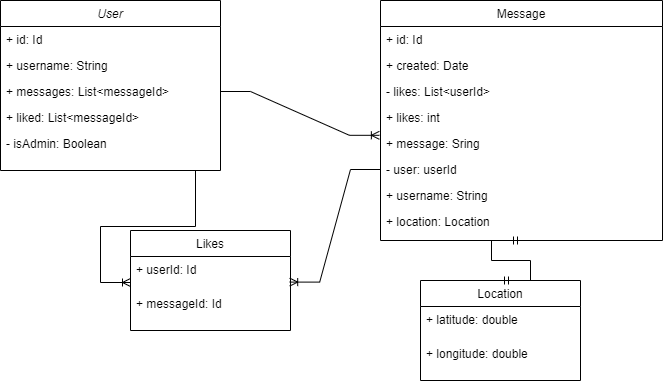 User
+ id: Id
+ username: String
+ messages: List<messageId>
+ liked: List<messageId>
- isAdmin: Boolean
Message
+ id: Id
+ created: Date
- likes: List<userId>
+ likes: int
+ message: Sring
- user: userId
+ username: String
+ location: Location
Likes
+ userId: Id
+ messageId: Id
Location
+ latitude: double
+ longitude: double